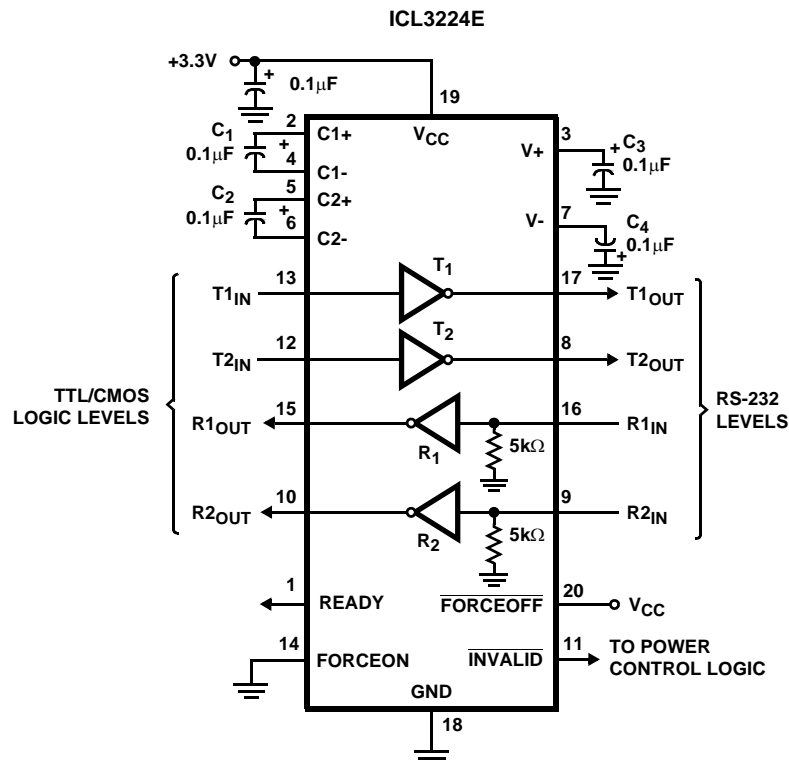 ICL3224E
+3.3V
+
0.1μF
19
2
C1
0.1μF
+
4
C1+
C1-
VCC
V+
3
+
C3
0.1μF
5
C2
0.1μF
+
6
C2+
C2-
V-
7
C4
0.1μF
+
T1IN
13
T1
17
T1OUT
T2IN
12
T2
8
T2OUT
TTL/CMOS
LOGIC LEVELS
RS-232
LEVELS
R1OUT
15
R1
5kΩ
16
R1IN
R2OUT
10
R2
5kΩ
9
R2IN
1
READY
FORCEOFF
20
VCC
14
FORCEON
INVALID
11
TO POWER
CONTROL LOGIC
GND
18